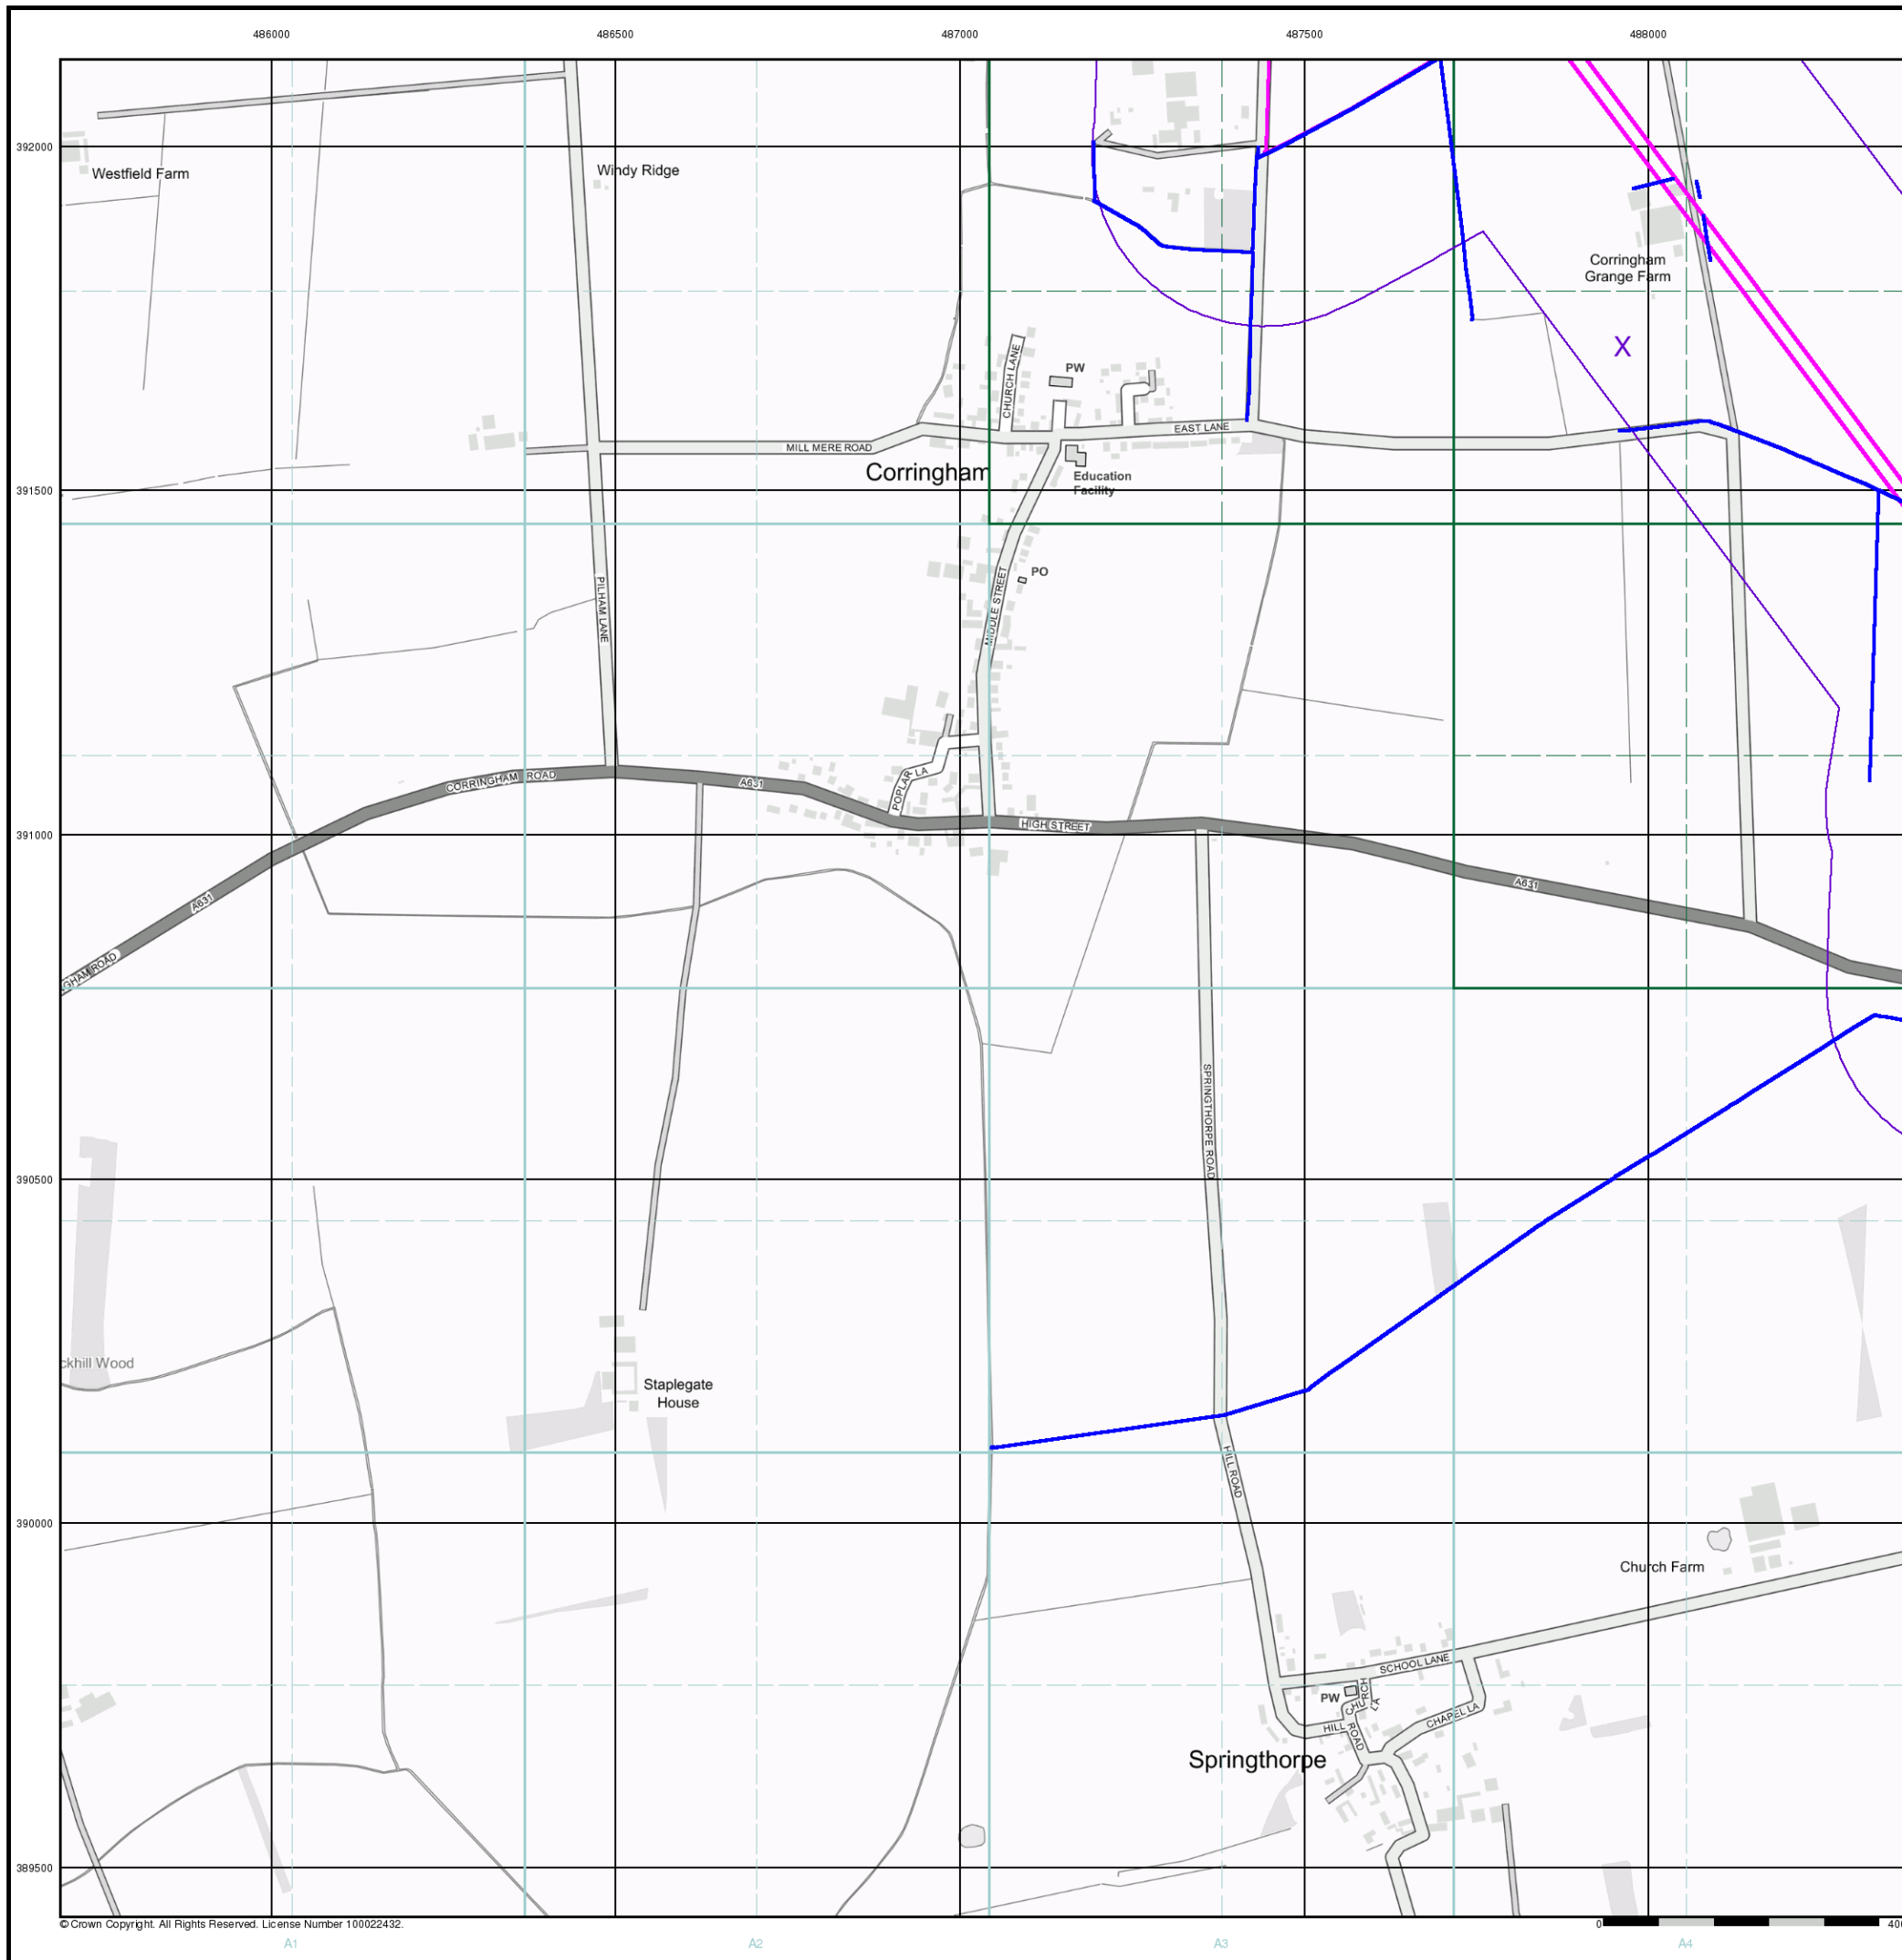 486000 486500 487000 487500 488000
392000
Westfield Farm
Windy Ridge
Corringham
Grange Farm
X
CHURCH LANE
PW
EAST LANE
MILL MERE ROAD
Corringham
Education
Facility
391500
PO
PILHAM LANE
MIDDLE STREET
POPLAR LA
CORRINGHAM ROAD
A631
HIGH STREET
391000
A631
A631
GHAM ROAD
SPRINGTHORPE ROAD
390500
ckhill Wood
Staplegate
House
HILL ROAD
390000
Church Farm
SCHOOL LANE
PW
CHURCH
LA
HILL ROAD
CHAPEL LA
Springthorpe
389500
© Crown Copyright. All Rights Reserved. License Number 100022432.
0 400
A1 A2 A3 A4